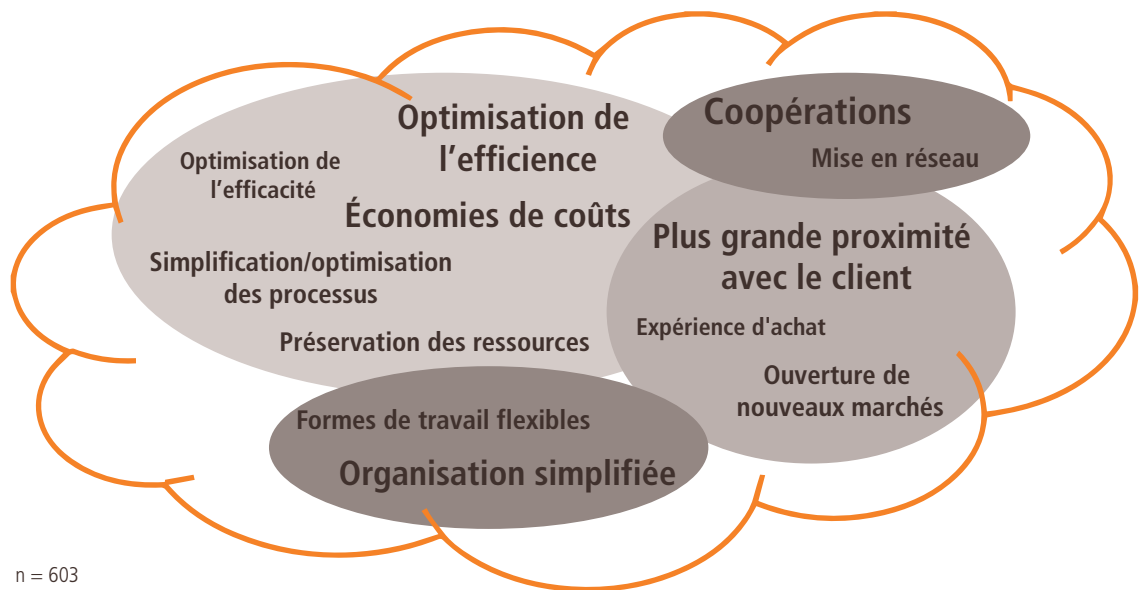 Optimisation de
l’efficience
Coopérations
Mise en réseau
Optimisation de
l’efficacité
Économies de coûts
Plus grande proximité
avec le client
Simplification/optimisation
des processus
Expérience d'achat
Préservation des ressources
Ouverture de
nouveaux marchés
Formes de travail flexibles
Organisation simplifiée
n = 603